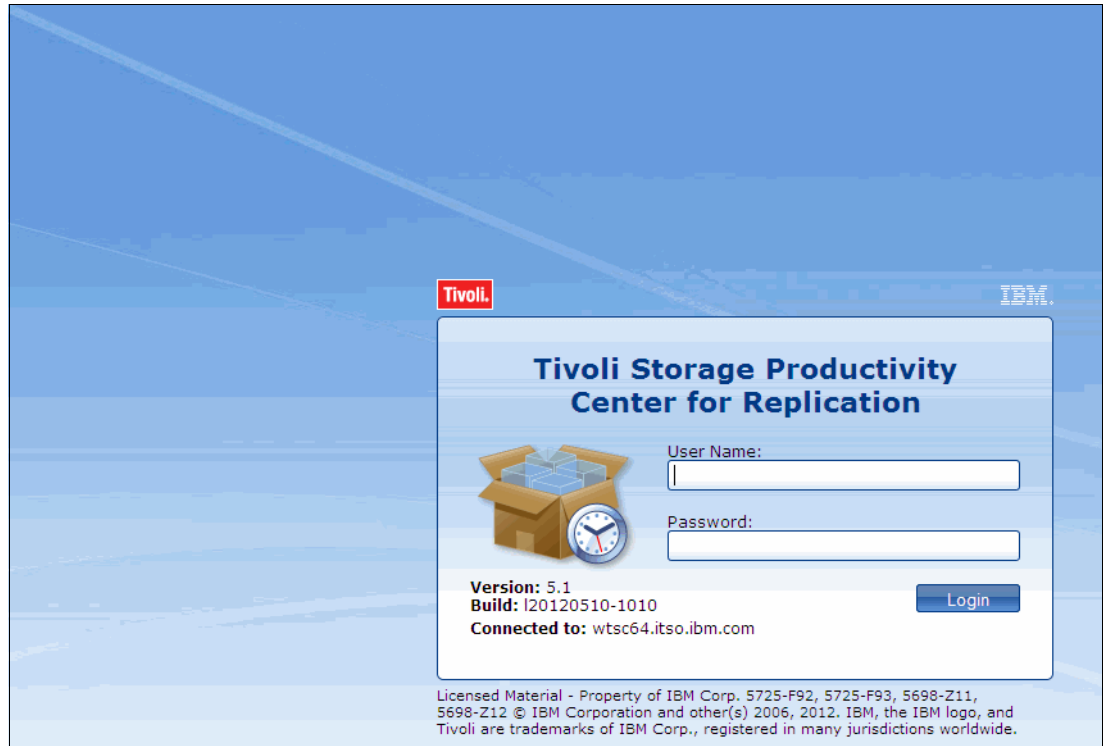 Tivoli.
IBM.
Tivoli Storage Productivity
Center for Replication
User Name:
Password:
Version: 5.1
Build: l20120510-1010
Login
Connected to: wtsc64.itso.ibm.com
Licensed Material - Property of IBM Corp. 5725-F92, 5725-F93, 5698-Z11,
5698-Z12 © IBM Corporation and other(s) 2006, 2012. IBM, the IBM logo, and
Tivoli are trademarks of IBM Corp., registered in many jurisdictions worldwide.